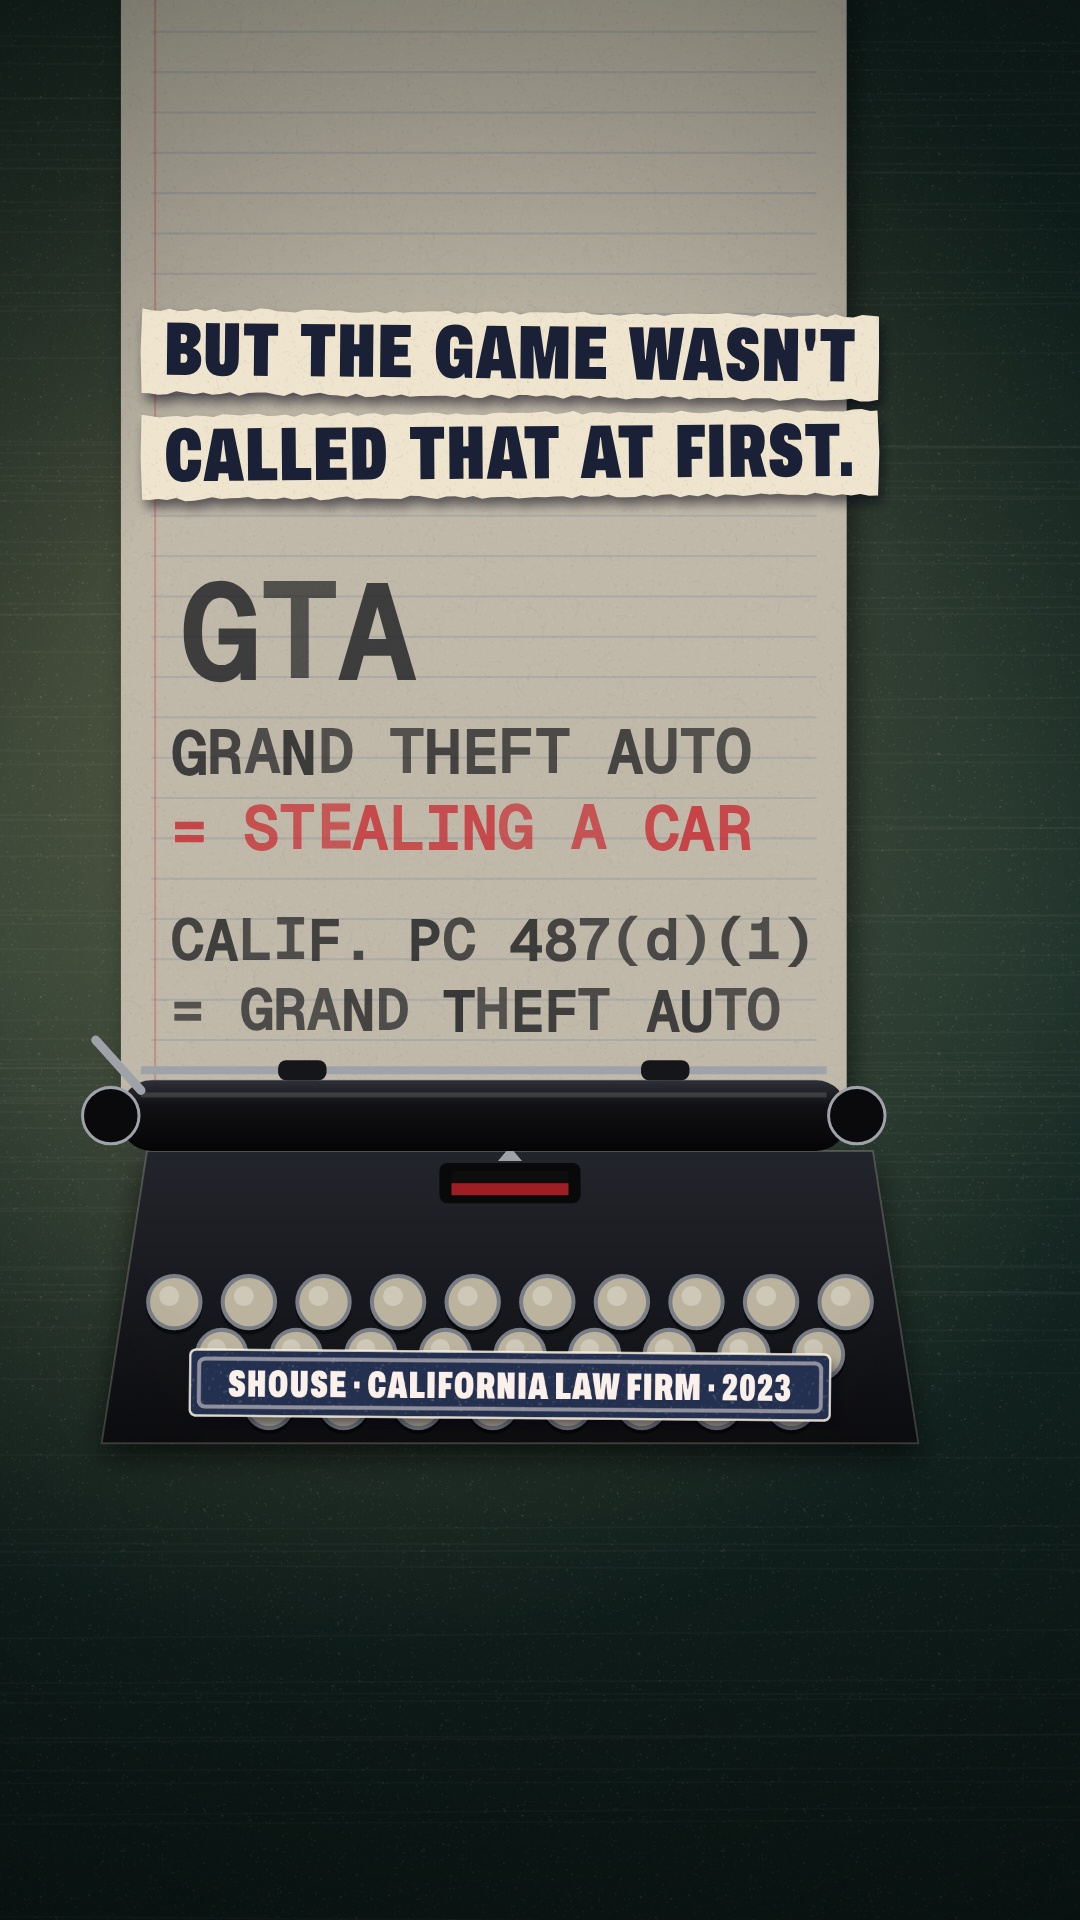 BUT THE GAME WASN'T
CALLED THAT AT FIRST.
GTA
GRAND THEFT AUTO
= STEALING A CAR
CALIF. PC 487(d)(1)
= GRAND THEFT AUTO
SHOUSE · CALIFORNIA LAW FIRM · 2023